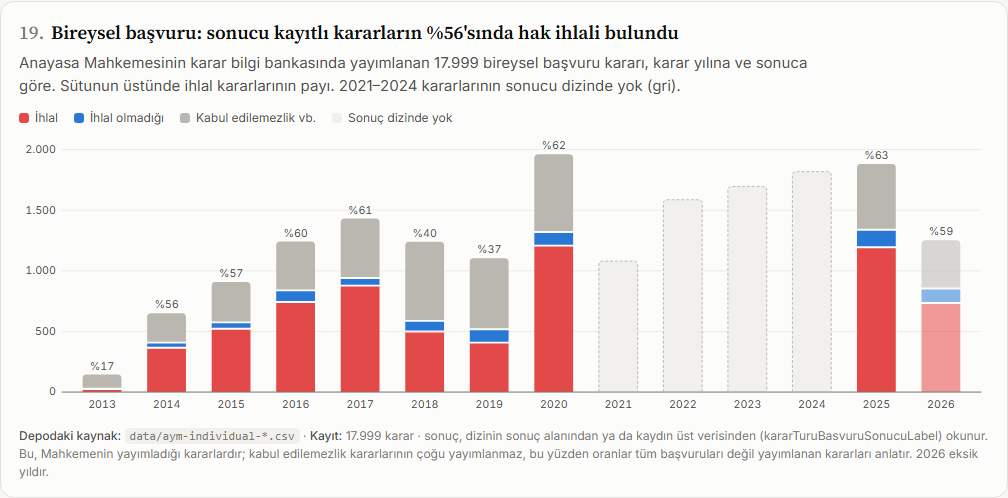 19. Bireysel başvuru: sonucu kayıtlı kararların %56'sında hak ihlali bulundu
Anayasa Mahkemesinin karar bilgi bankasında yayımlanan 17.999 bireysel başvuru kararı, karar yılına ve sonuca
göre. Sütunun üstünde ihlal kararlarının payı. 2021–2024 kararlarının sonucu dizinde yok (gri).
İhlal İhlal olmadığı Kabul edilemezlik vb. Sonuç dizinde yok
2.000
1.500
1.000
500
0
%17
%56
%57
%60
%61
%40
%37
%62
%63
%59
2013 2014 2015 2016 2017 2018 2019 2020 2021 2022 2023 2024 2025 2026
Depodaki kaynak: data/aym-individual-*.csv · Kayıt: 17.999 karar · sonuç, dizinin sonuç alanından ya da kaydın üst verisinden (kararTuruBasvuruSonucuLabel) okunur.
Bu, Mahkemenin yayımladığı kararlardır; kabul edilemezlik kararlarının çoğu yayımlanmaz, bu yüzden oranlar tüm başvuruları değil yayımlanan kararları anlatır. 2026 eksik
yıldır.